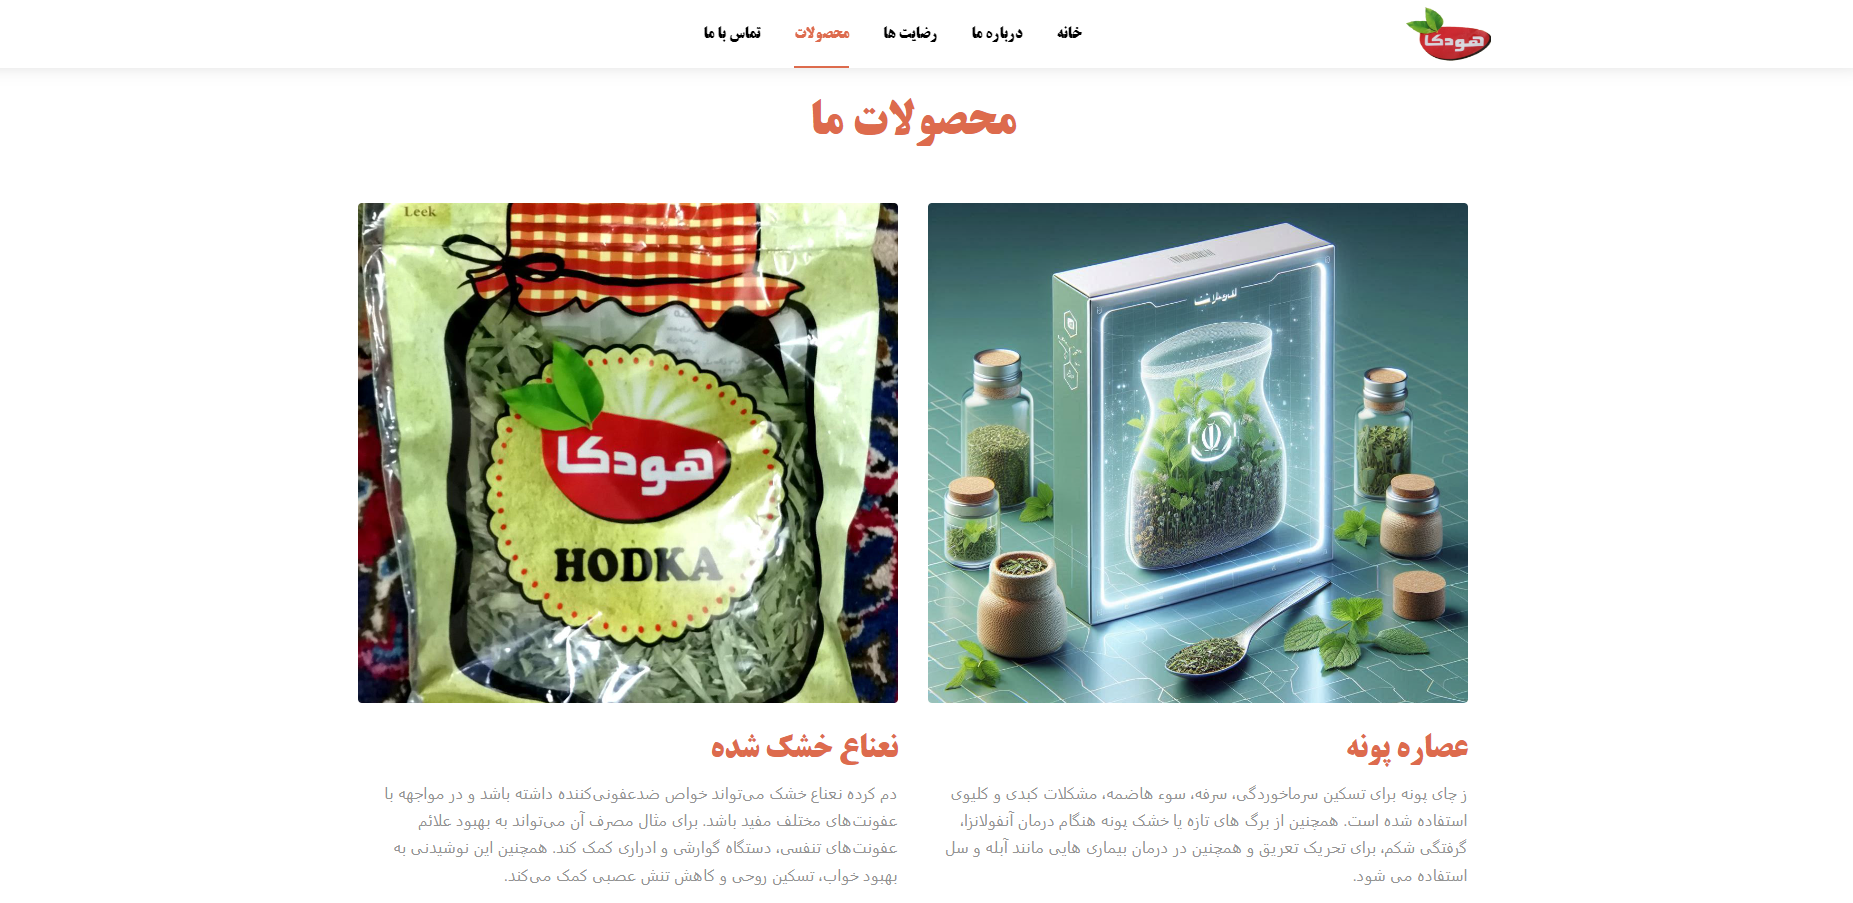 هودکا
خانه
درباره ما
رضایت ها
محصولات
تماس با ما
محصولات ما
عصاره پونه
ز چای پونه برای تسکین سرماخوردگی، سرفه، سوء هاضمه، مشکلات کبدی و کلیوی
استفاده شده است. همچنین از برگ های تازه یا خشک پونه هنگام درمان آنفولانزا،
گرفتگی شکم، برای تحریک تعریق و همچنین در درمان بیماری هایی مانند آبله و سل
استفاده می شود.
Leek
هودکا
HODKA
نعناع خشک شده
دم کرده نعناع خشک می‌تواند خواص ضدعفونی‌کننده داشته باشد و در مواجهه با
عفونت‌های مختلف مفید باشد. برای مثال مصرف آن می‌تواند به بهبود علائم
عفونت‌های تنفسی، دستگاه گوارشی و ادراری کمک کند. همچنین این نوشیدنی به
بهبود خواب، تسکین روحی و کاهش تنش عصبی کمک می‌کند.